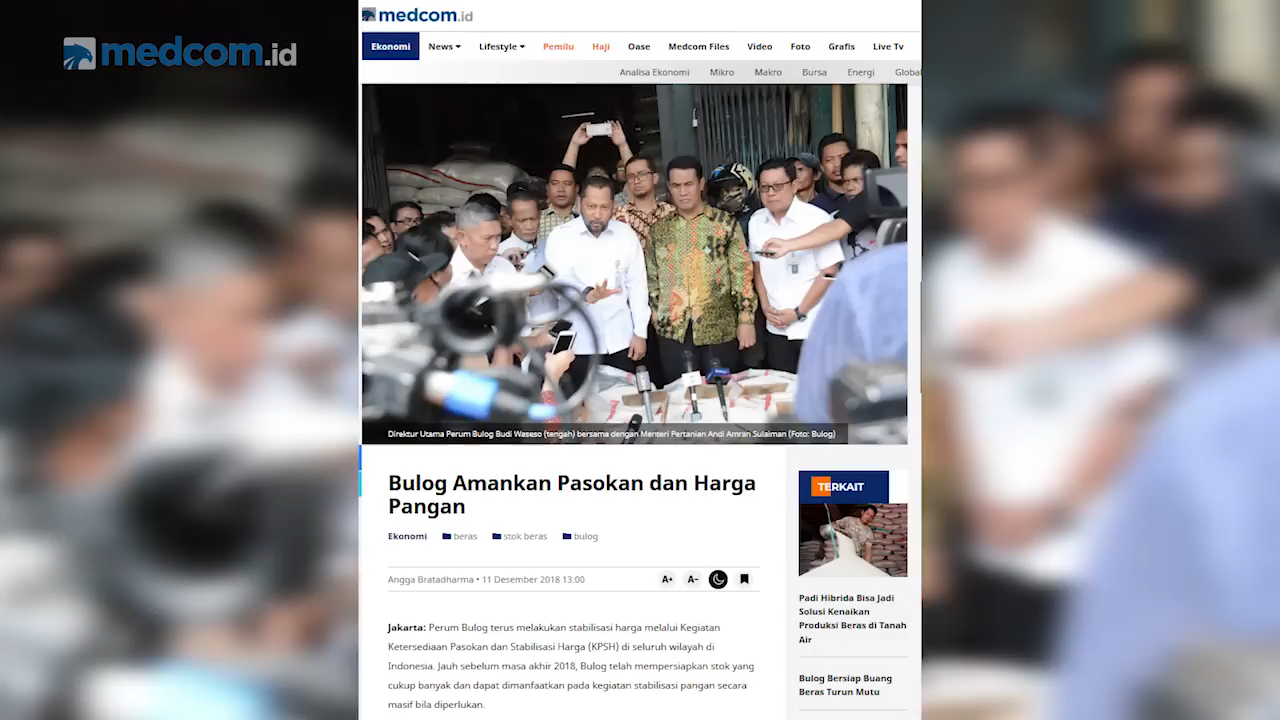 medcom.id
medcom.id
Ekonomi News Lifestyle Pemilu Haji Oase Medcom Files Video Foto Grafis Live Tv
Analisa Ekonomi Mikro Makro Bursa Energi Global
Direktur Utama Perum Bulog Budi Waseso (tengah) bersama dengan Menteri Pertanian Andi Amran Sulaiman (Foto: Bulog)
Bulog Amankan Pasokan dan Harga
Pangan
Ekonomi beras stok beras bulog
Angga Bratadharma • 11 Desember 2018 13:00
A+ A-
Jakarta: Perum Bulog terus melakukan stabilisasi harga melalui Kegiatan
Ketersediaan Pasokan dan Stabilisasi Harga (KPSH) di seluruh wilayah di
Indonesia. Jauh sebelum masa akhir 2018, Bulog telah mempersiapkan stok yang
cukup banyak dan dapat dimanfaatkan pada kegiatan stabilisasi pangan secara
masif bila diperlukan.
TERKAIT
Padi Hibrida Bisa Jadi
Solusi Kenaikan
Produksi Beras di Tanah
Air
Bulog Bersiap Buang
Beras Turun Mutu